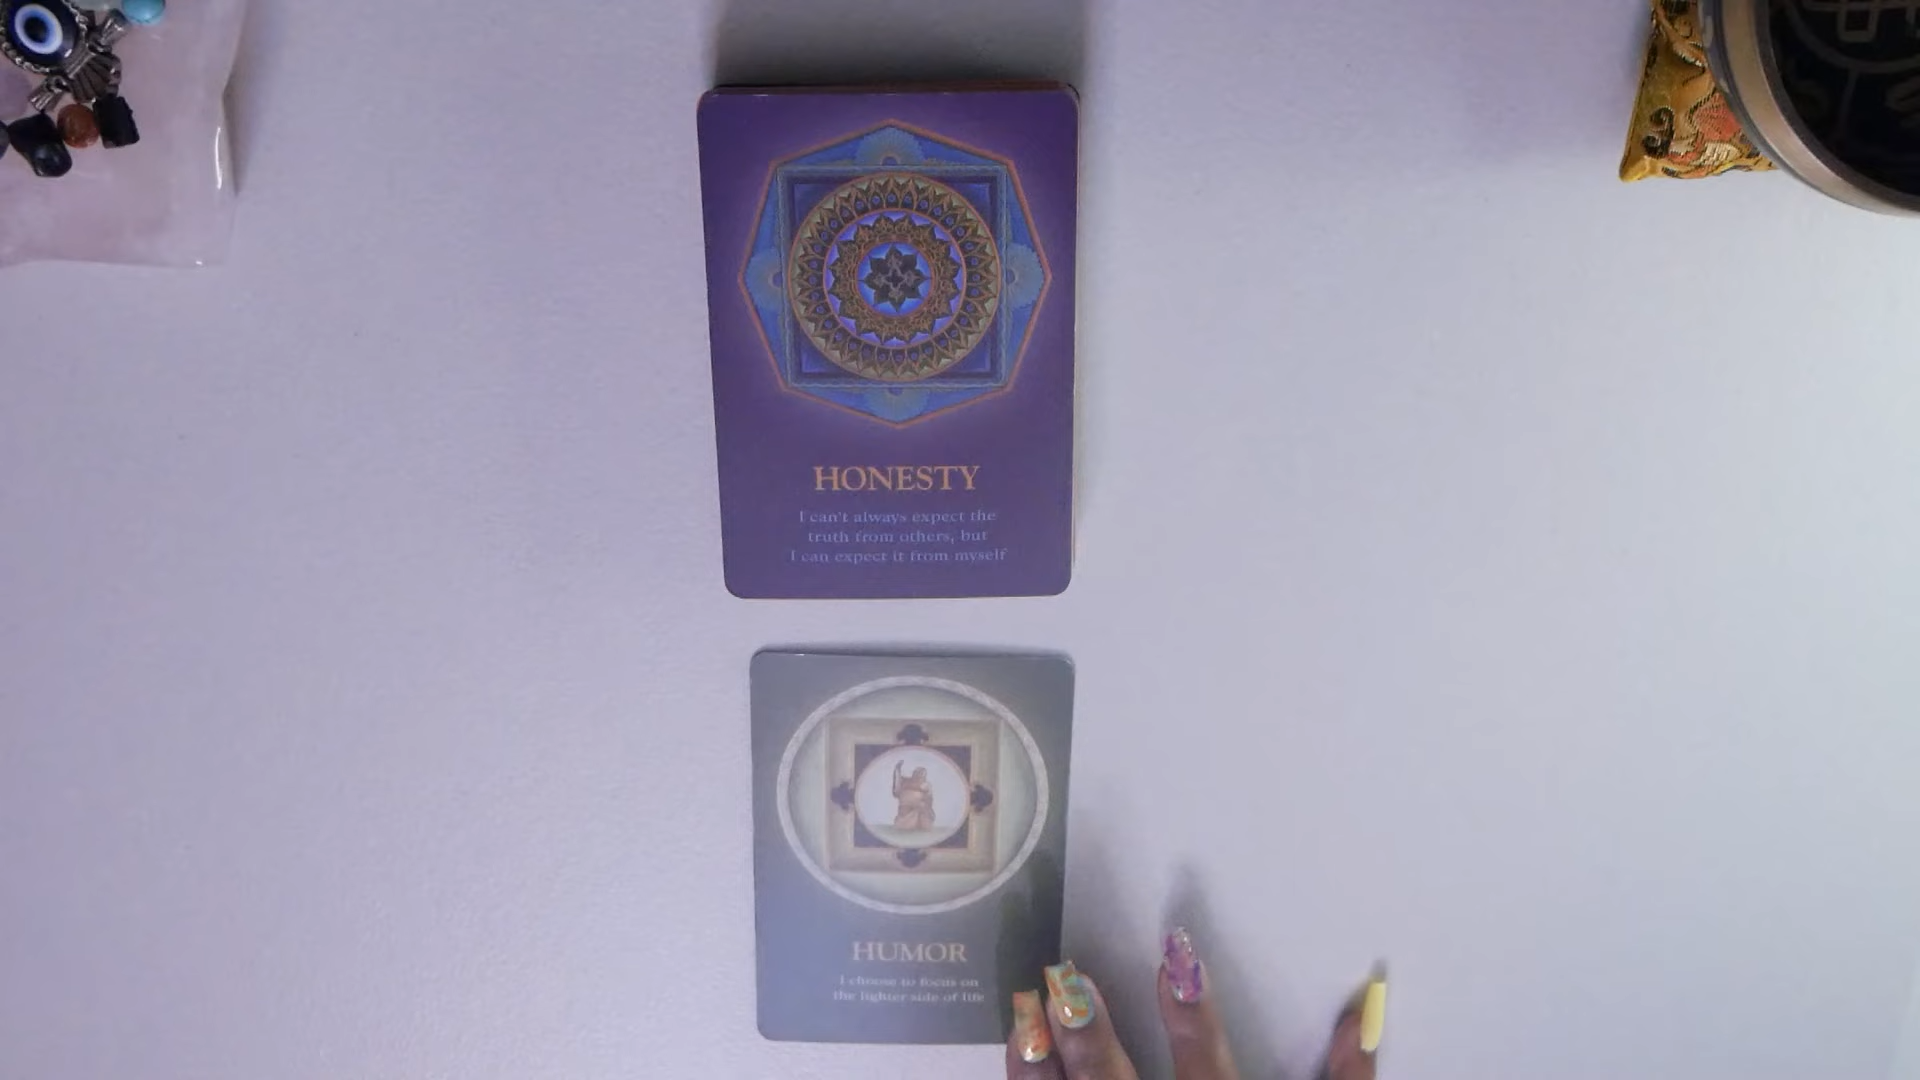 HONESTY
I can't always expect the
truth from others, but
I can expect it from myself
HUMOR
I choose to focus on
the lighter side of life